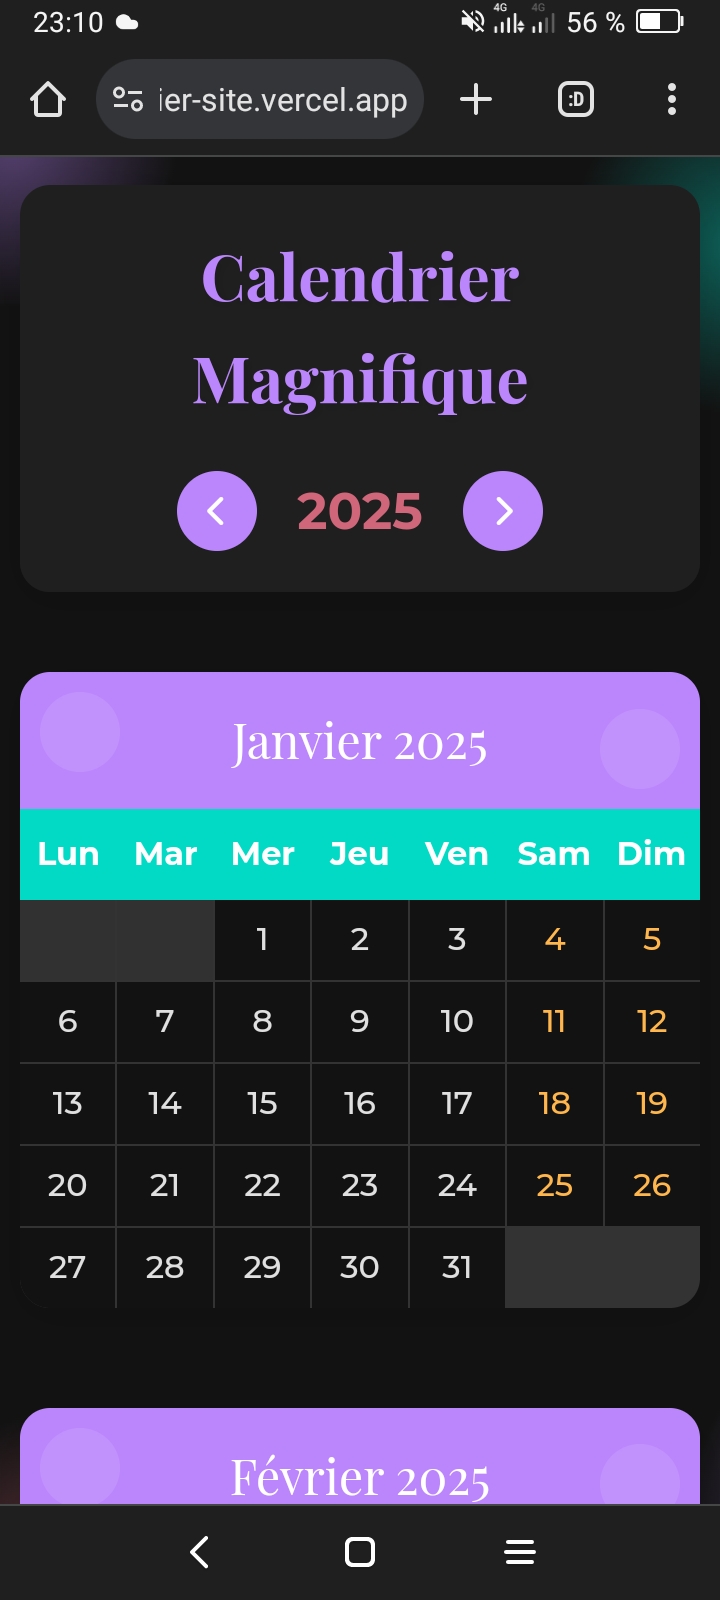 23:10 4G 4G 56 %
ier-site.vercel.app :D
Calendrier
Magnifique
2025
Janvier 2025
Lun Mar Mer Jeu Ven Sam Dim
1 2 3 4 5
6 7 8 9 10 11 12
13 14 15 16 17 18 19
20 21 22 23 24 25 26
27 28 29 30 31
Février 2025